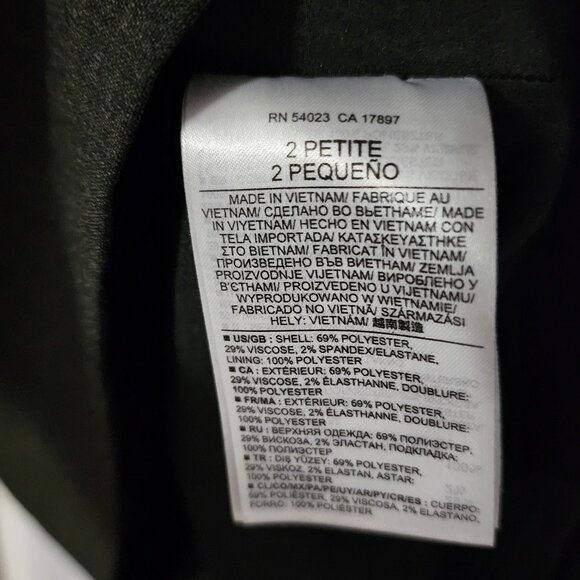 RN 54023 CA 17897
2 PETITE
2 PEQUEÑO
MADE IN VIETNAM/ FABRIQUE AU
VIETNAM/ СДЕЛАНО ВО ВЬЕТНАМЕ/ MADE
IN VIYETNAM/ HECHO EN VIETNAM CON
TELA IMPORTADA/ ΚΑΤΑΣΚΕΥΑΣΤΗΚΕ
ΣΤΟ ΒΙΕΤΝΑΜ/ FABRICAT ÎN VIETNAM/
ПРОИЗВЕДЕНО ВЪВ ВИЕТНАМ/ ZEMLJA
PROIZVODNJE VIJETNAM/ ВИРОБЛЕНО У
В'ЄТНАМІ/ PROIZVEDENO U VIJETNAMU/
WYPRODUKOWANO W WIETNAMIE/
FABRICADO NO VIETNÃ/ SZÁRMAZÁSI
HELY: VIETNÁM/ 越南製造
■ US/GB : SHELL: 69% POLYESTER,
29% VISCOSE, 2% SPANDEX/ELASTANE,
LINING: 100% POLYESTER
■ CA : EXTÉRIEUR: 69% POLYESTER,
29% VISCOSE, 2% ÉLASTHANNE, DOUBLURE:
100% POLYESTER
■ FR/MA : EXTÉRIEUR: 69% POLYESTER,
29% VISCOSE, 2% ÉLASTHANNE, DOUBLURE:
100% POLYESTER
■ RU : ВЕРХНЯЯ ОДЕЖДА: 69% ПОЛИЭСТЕР,
29% ВИСКОЗА, 2% ЭЛАСТАН, ПОДКЛАДКА:
100% ПОЛИЭСТЕР
■ TR : DIŞ YÜZEY: 69% POLYESTER,
29% VISKOZ, 2% ELASTAN, ASTAR:
100% POLYESTER
■ CL/CO/MX/PA/PE/UY/AR/PY/CR/ES : CUERPO:
69% POLIÉSTER, 29% VISCOSA, 2% ELASTANO,
FORRO: 100% POLIÉSTER